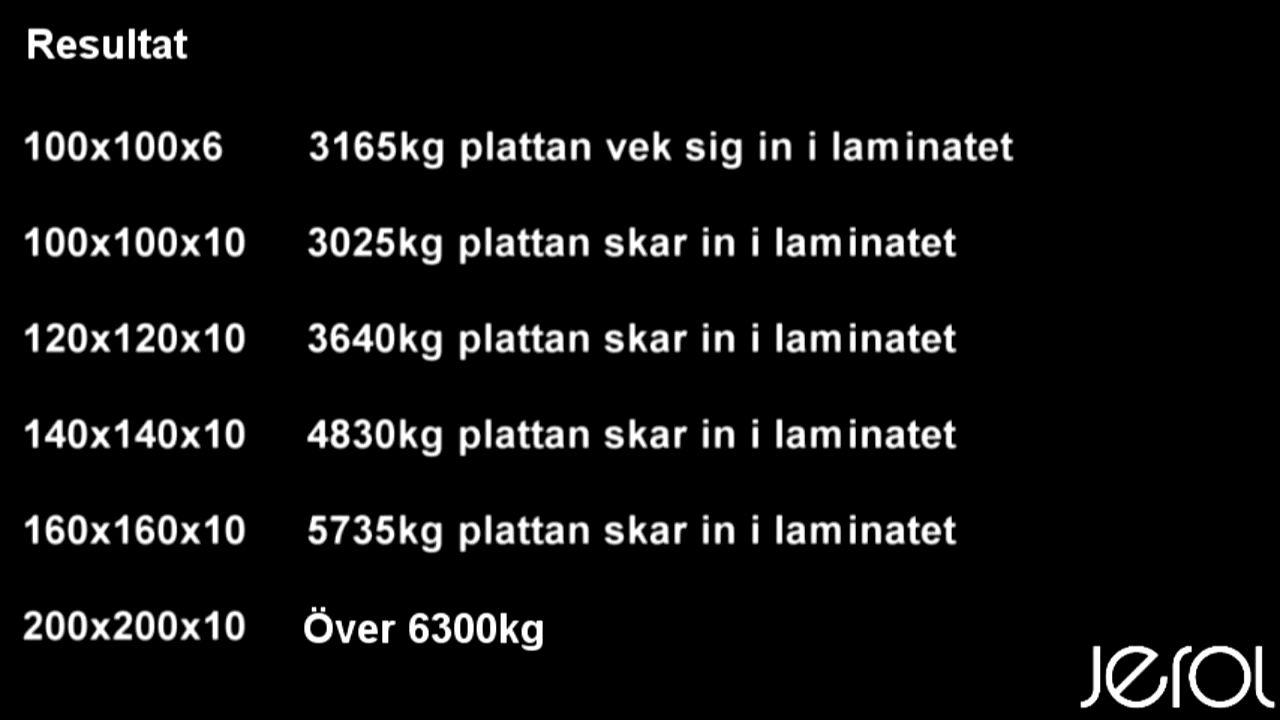 Resultat
100x100x6 3165kg plattan vek sig in i laminatet
100x100x10 3025kg plattan skar in i laminatet
120x120x10 3640kg plattan skar in i laminatet
140x140x10 4830kg plattan skar in i laminatet
160x160x10 5735kg plattan skar in i laminatet
200x200x10 Över 6300kg
Jerol